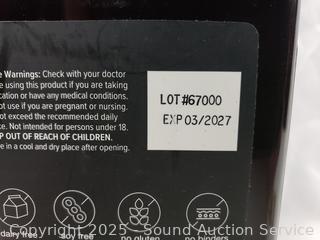 Warnings: Check with your doctor
using this product if you are taking
or have any medical conditions.
not use if you are pregnant or nursing.
not exceed the recommended daily
Not intended for persons under 18.
OUT OF REACH OF CHILDREN.
in a cool and dry place after opening.
LOT#67000
EXP 03/2027
dairy free
soy free
no gluten
no binders
Copyright 2025 - Sound Auction Service